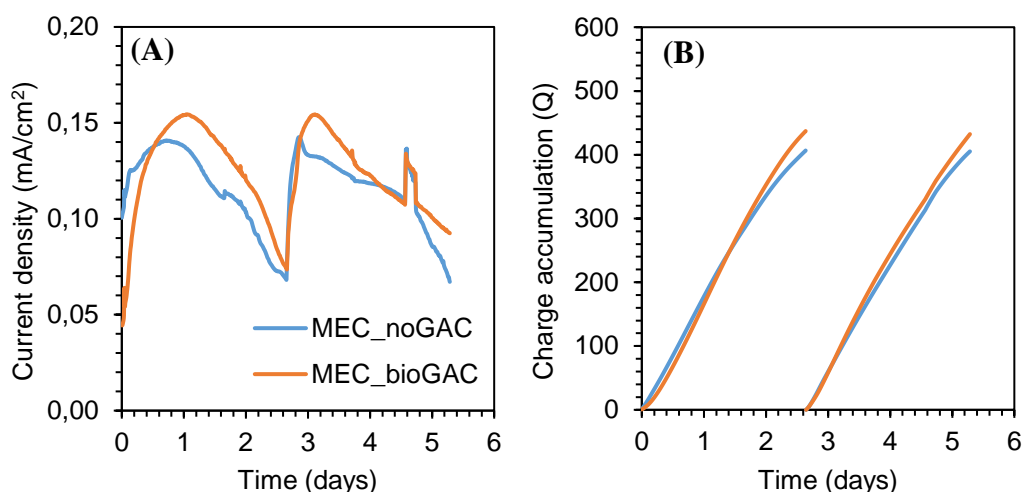 (A)
Current density (mA/cm²)
0,20
0,15
0,10
0,05
0,00
0 1 2 3 4 5 6
Time (days)
MEC_noGAC
MEC_bioGAC
(B)
Charge accumulation (Q)
600
500
400
300
200
100
0
0 1 2 3 4 5 6
Time (days)